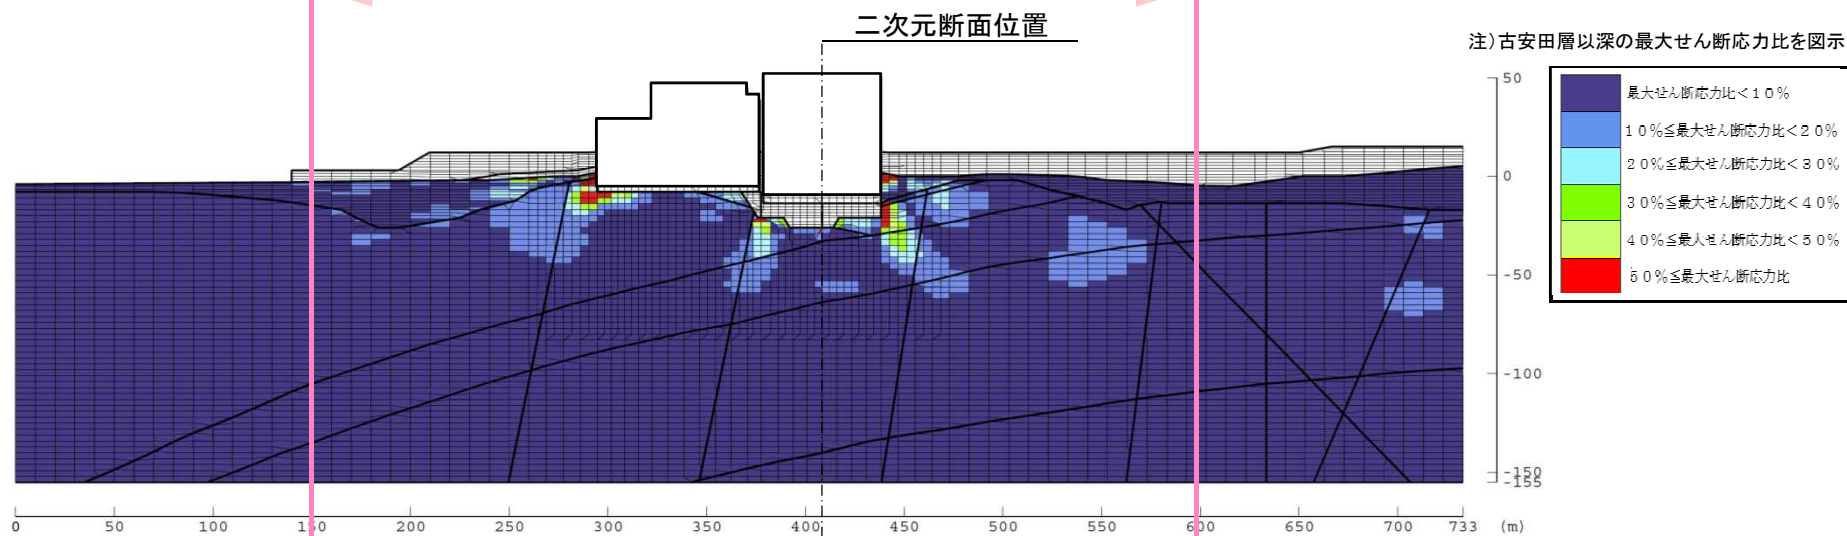 二次元断面位置
注)古安田層以深の最大せん断応力比を図示
最大せん断応力比<10%
10%≦最大せん断応力比<20%
20%≦最大せん断応力比<30%
30%≦最大せん断応力比<40%
40%≦最大せん断応力比<50%
50%≦最大せん断応力比
50
0
-50
-100
-150
-155
0 50 100 150 200 250 300 350 400 450 500 550 600 650 700 733 (m)